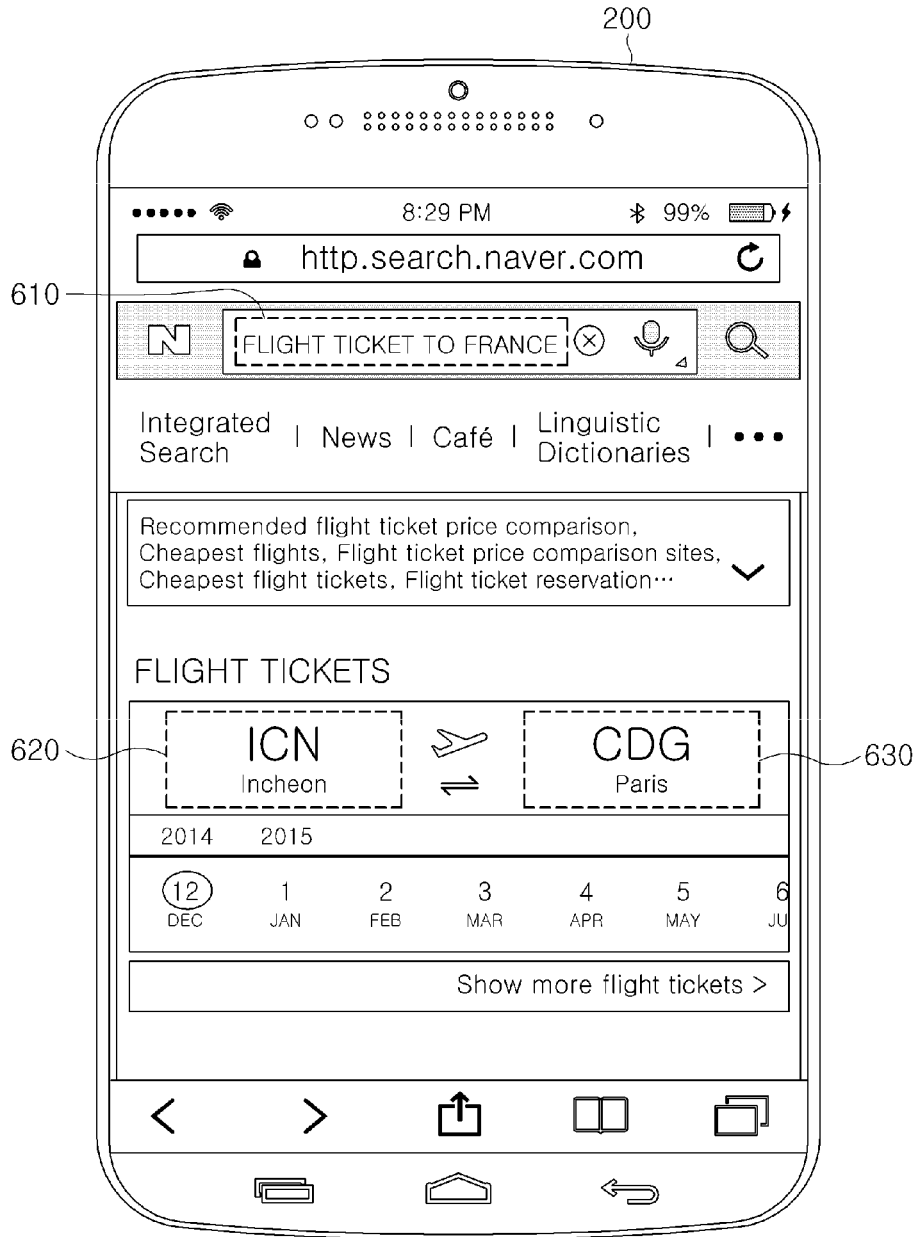 200
8:29 PM 99%
http.search.naver.com
610
N FLIGHT TICKET TO FRANCE
Integrated Search | News | Café | Linguistic Dictionaries | •••
Recommended flight ticket price comparison,
Cheapest flights, Flight ticket price comparison sites,
Cheapest flight tickets, Flight ticket reservation⋯
FLIGHT TICKETS
620
ICN CDG
630
Incheon Paris
2014 2015
12 1 2 3 4 5 6
DEC JAN FEB MAR APR MAY JU
Show more flight tickets >